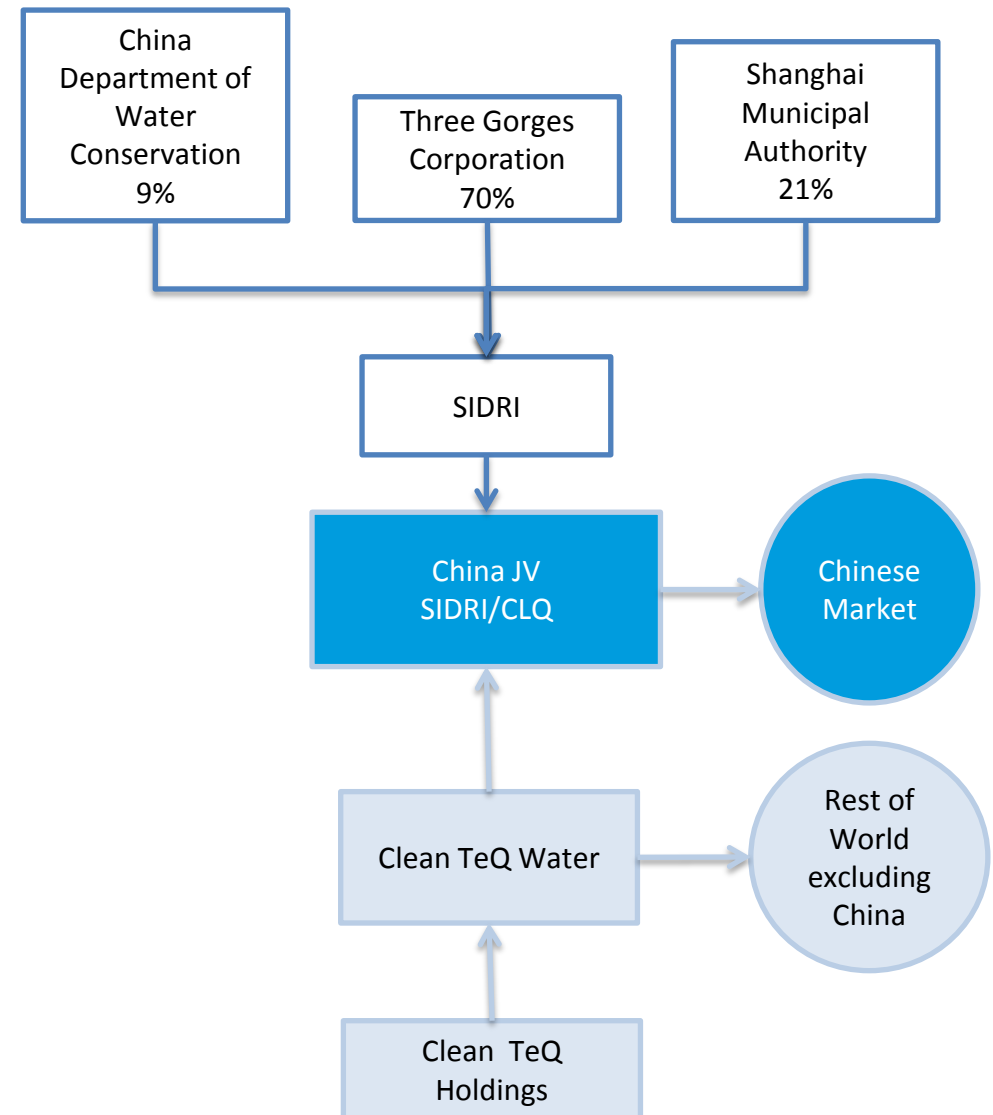 China
Department of
Water
Conservation
9%
Three Gorges
Corporation
70%
Shanghai
Municipal
Authority
21%
SIDRI
China JV
SIDRI/CLQ
Chinese
Market
Clean TeQ Water
Rest of
World
excluding
China
Clean TeQ
Holdings